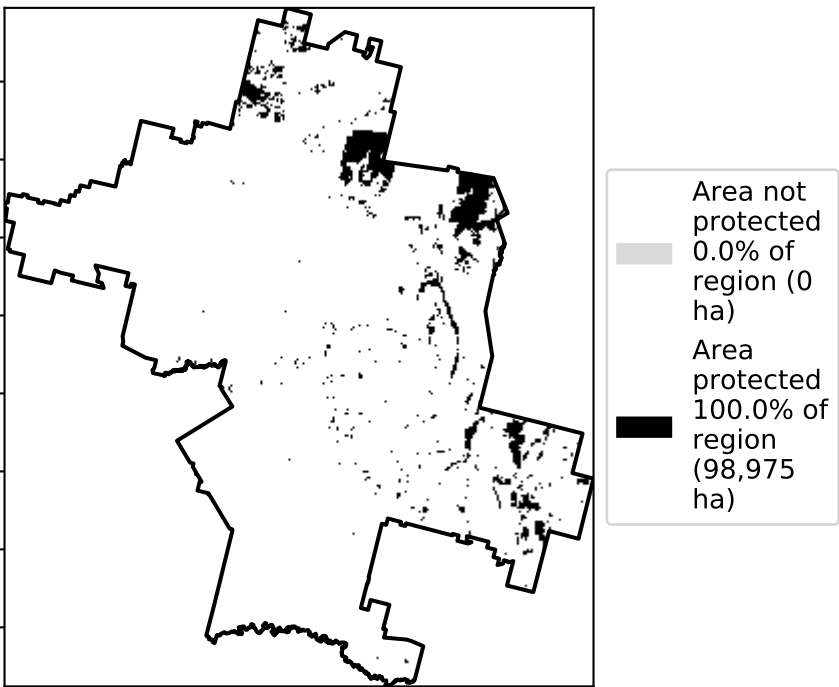 Area not
protected
0.0% of
region (0
ha)
Area
protected
100.0% of
region
(98,975
ha)